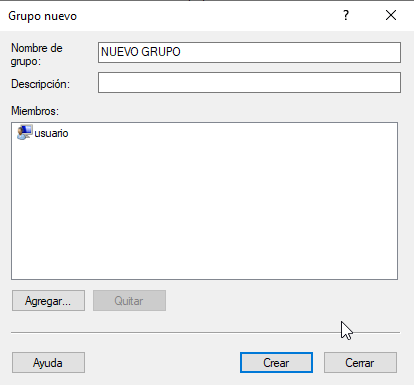 Grupo nuevo
?
Nombre de
grupo:
NUEVO GRUPO
Descripción:
Miembros:
usuario
Agregar...
Quitar
Ayuda
Crear
Cerrar